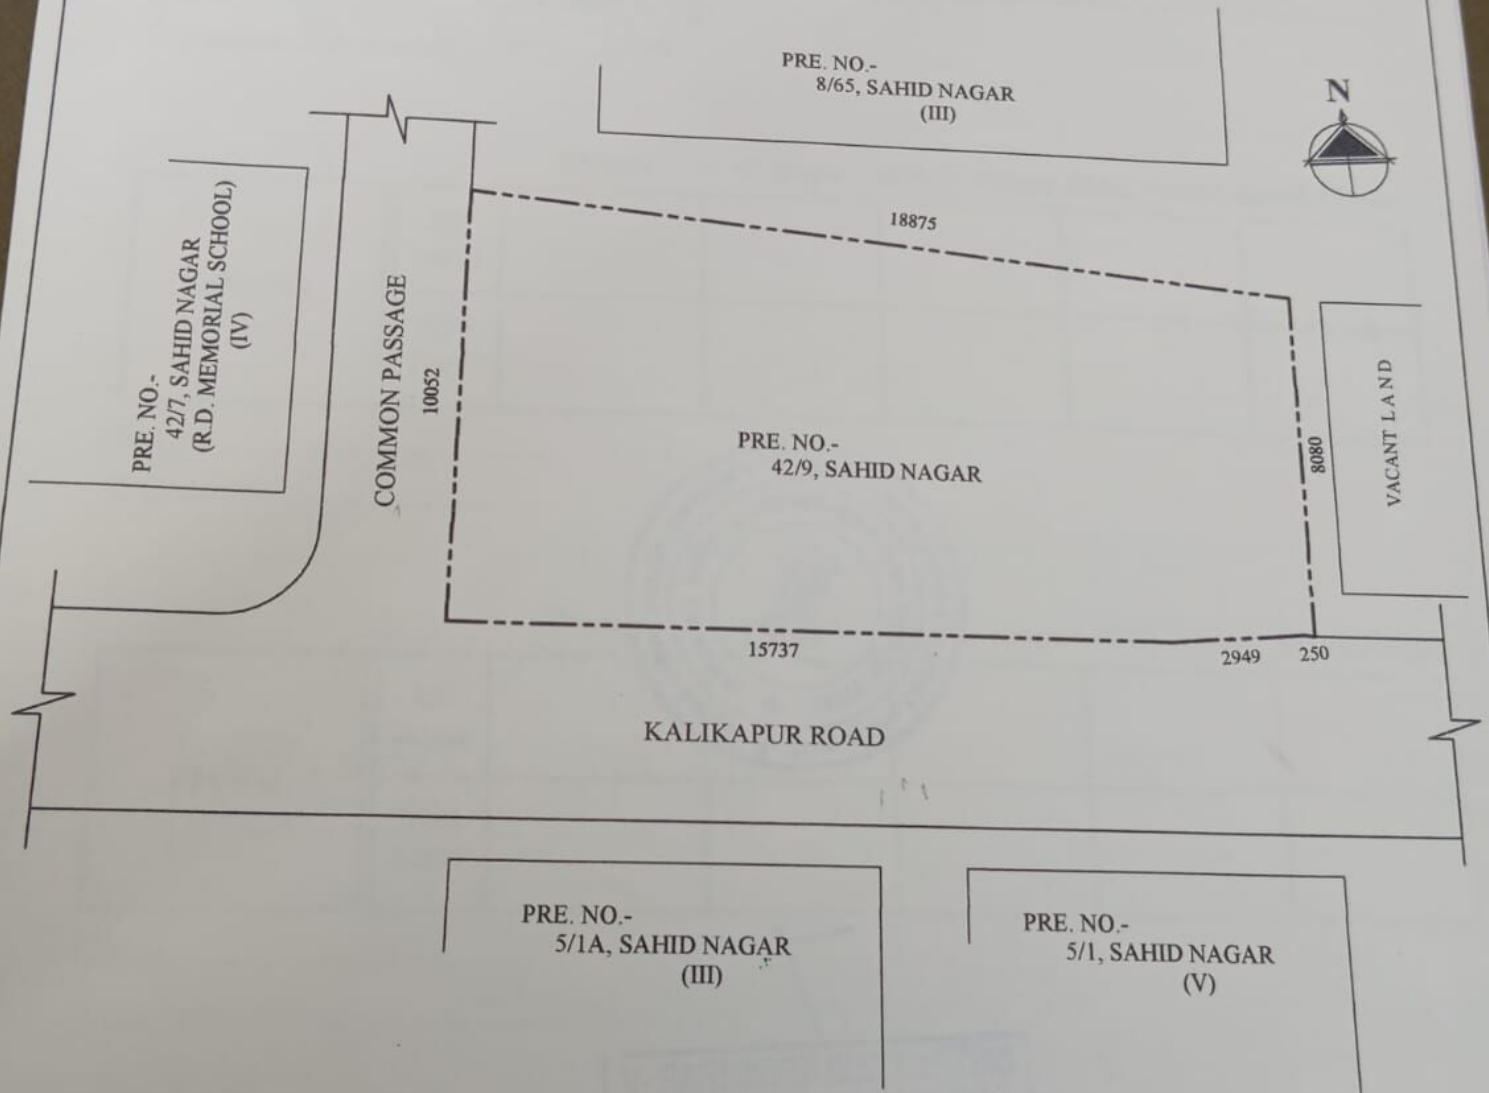 PRE. NO.-
8/65, SAHID NAGAR
(III)
N
18875
PRE. NO.-
42/7, SAHID NAGAR
(R.D. MEMORIAL SCHOOL)
(IV)
COMMON PASSAGE
10052
PRE. NO.-
42/9, SAHID NAGAR
8080
VACANT LAND
15737
2949
250
KALIKAPUR ROAD
PRE. NO.-
5/1A, SAHID NAGAR
(III)
PRE. NO.-
5/1, SAHID NAGAR
(V)